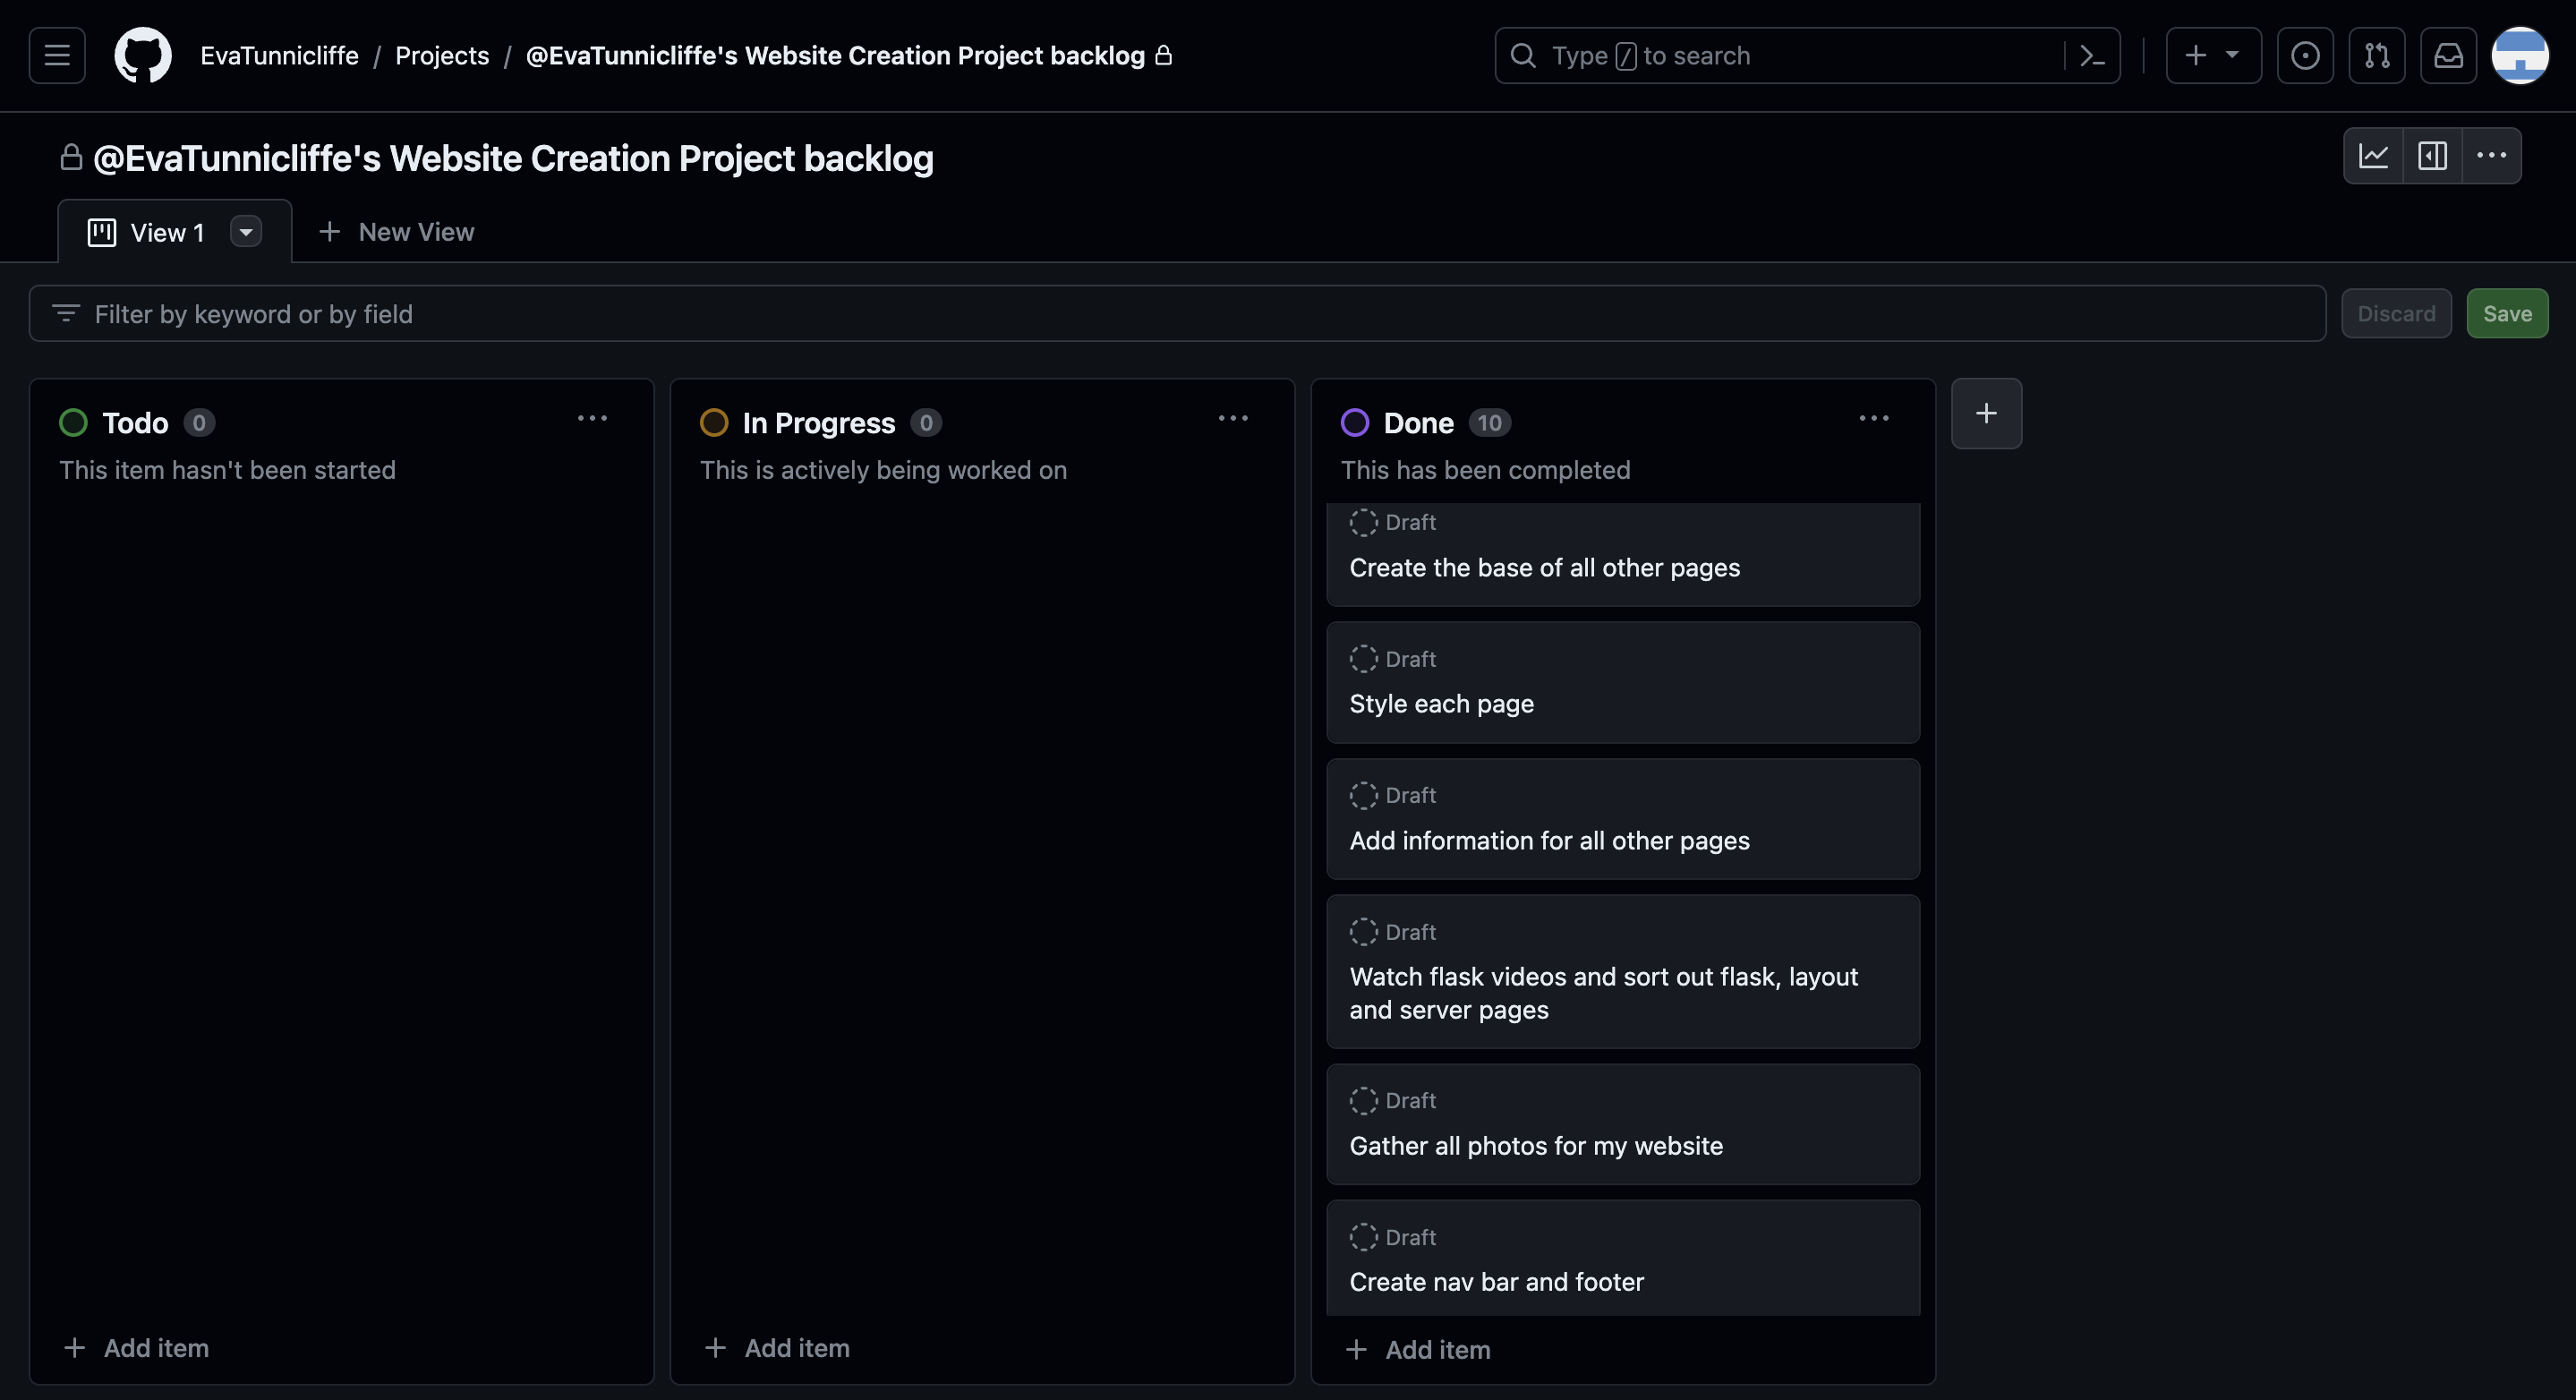 EvaTunnicliffe / Projects / @EvaTunnicliffe's Website Creation Project backlog
Type / to search
@EvaTunnicliffe's Website Creation Project backlog
View 1
New View
Filter by keyword or by field
Discard
Save
Todo 0
This item hasn't been started
Add item
In Progress 0
This is actively being worked on
Add item
Done 10
This has been completed
Draft
Create the base of all other pages
Draft
Style each page
Draft
Add information for all other pages
Draft
Watch flask videos and sort out flask, layout
and server pages
Draft
Gather all photos for my website
Draft
Create nav bar and footer
Add item